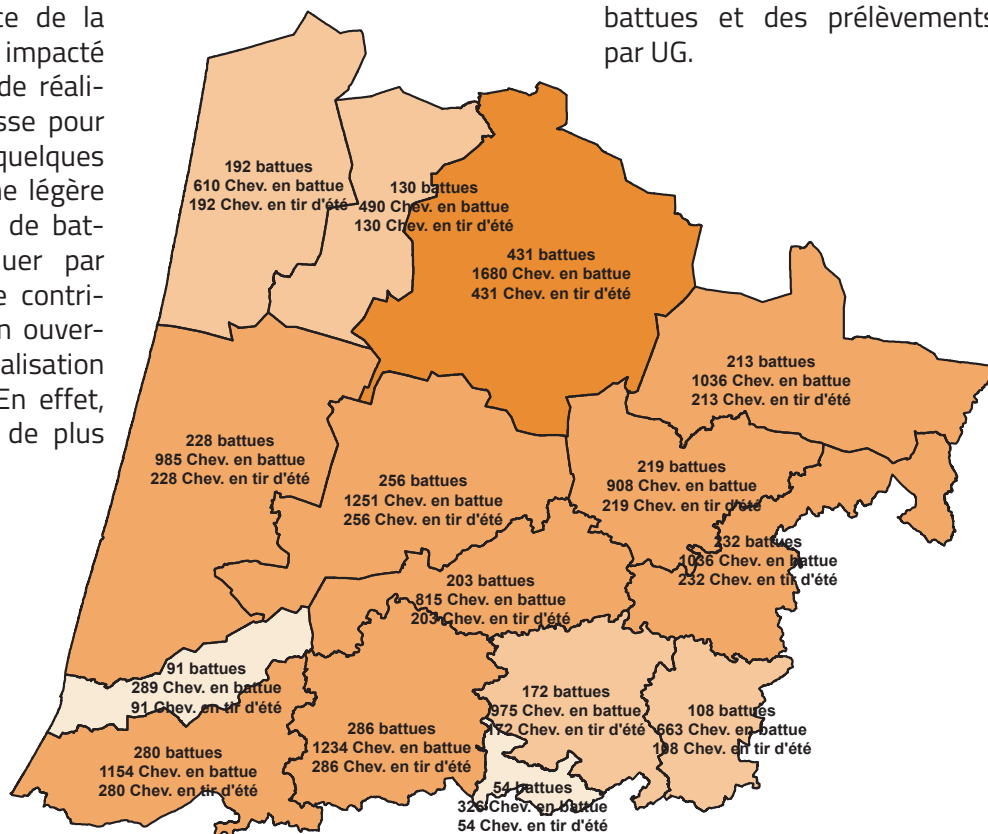 te de la
impacté
de réali-
sse pour
quelques
ne légère
de bat-
uer par
e contri-
n ouver-
alisation
En effet,
de plus
battues et des prélèvements
par UG.
192 battues
610 Chev. en battue
192 Chev. en tir d'été
130 battues
490 Chev. en battue
130 Chev. en tir d'été
431 battues
1680 Chev. en battue
431 Chev. en tir d'été
213 battues
1036 Chev. en battue
213 Chev. en tir d'été
228 battues
985 Chev. en battue
228 Chev. en tir d'été
256 battues
1251 Chev. en battue
256 Chev. en tir d'été
219 battues
908 Chev. en battue
219 Chev. en tir d'été
232 battues
1036 Chev. en battue
232 Chev. en tir d'été
203 battues
815 Chev. en battue
203 Chev. en tir d'été
91 battues
289 Chev. en battue
91 Chev. en tir d'été
172 battues
975 Chev. en battue
172 Chev. en tir d'été
108 battues
663 Chev. en battue
108 Chev. en tir d'été
286 battues
1234 Chev. en battue
286 Chev. en tir d'été
280 battues
1154 Chev. en battue
280 Chev. en tir d'été
54 battues
326 Chev. en battue
54 Chev. en tir d'été